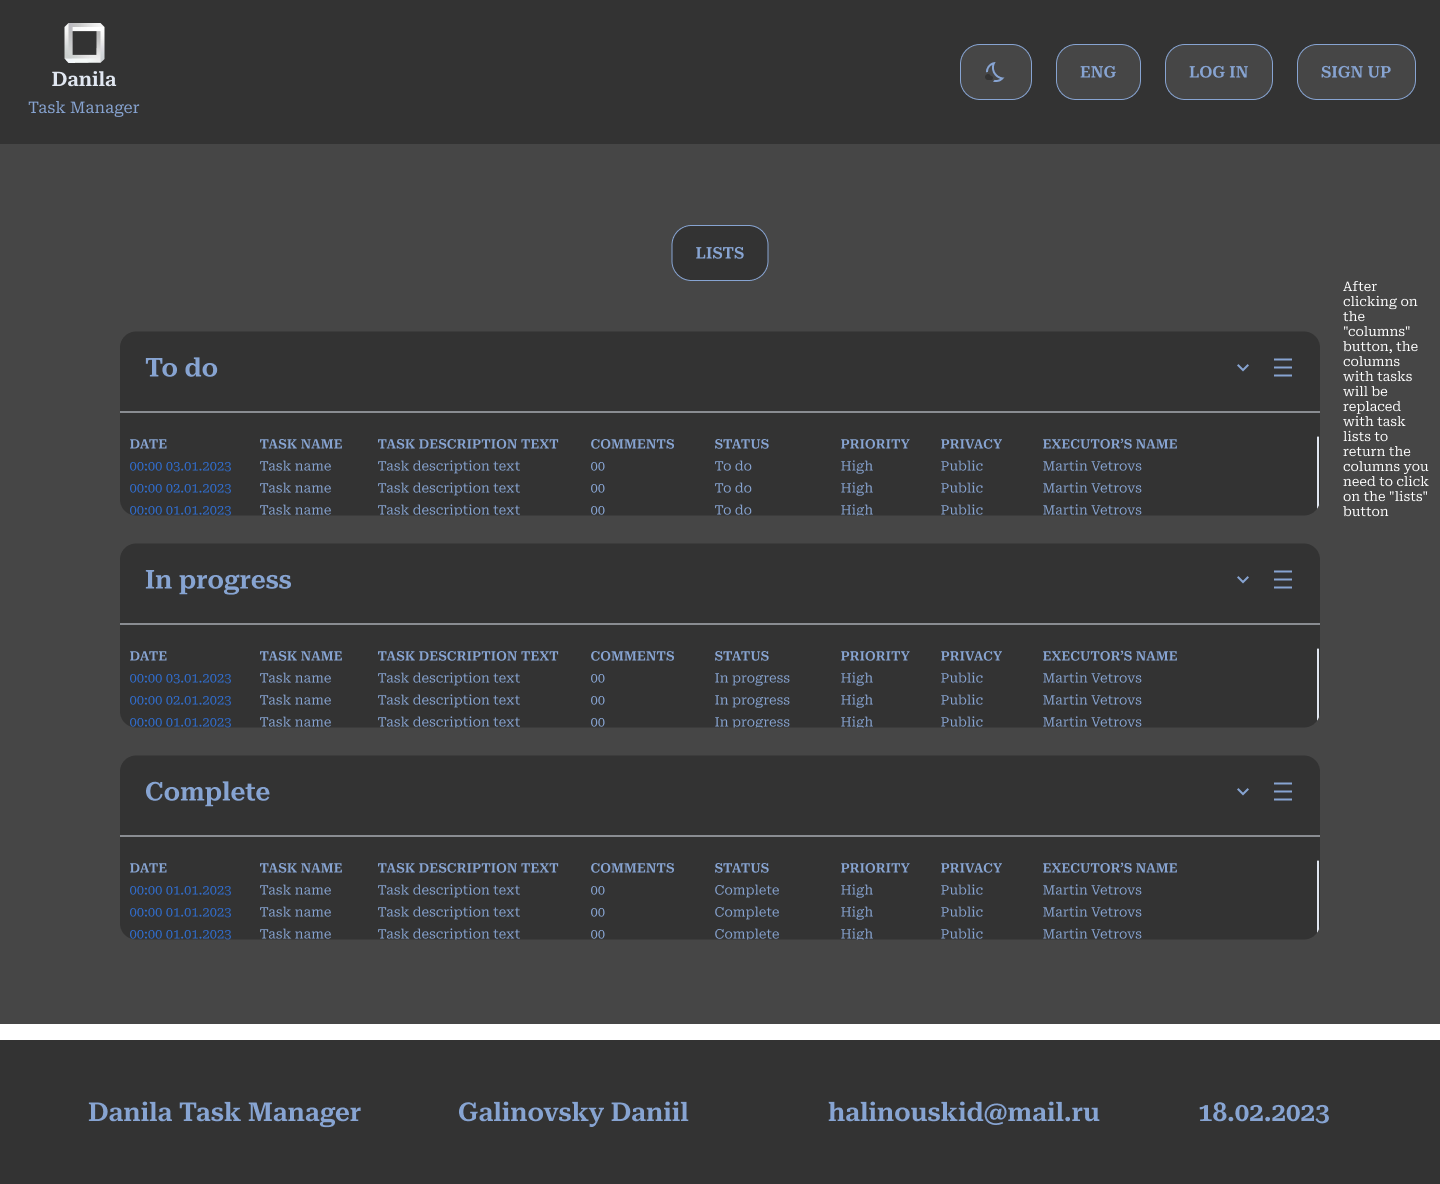 Danila
Task Manager
ENG
LOG IN
SIGN UP
LISTS
After
clicking on
the
"columns"
button, the
columns
with tasks
will be
replaced
with task
lists to
return the
columns you
need to click
on the "lists"
button
To do
DATE TASK NAME TASK DESCRIPTION TEXT COMMENTS STATUS PRIORITY PRIVACY EXECUTOR’S NAME
00:00 03.01.2023 Task name Task description text 00 To do High Public Martin Vetrovs
00:00 02.01.2023 Task name Task description text 00 To do High Public Martin Vetrovs
00:00 01.01.2023 Task name Task description text 00 To do High Public Martin Vetrovs
In progress
DATE TASK NAME TASK DESCRIPTION TEXT COMMENTS STATUS PRIORITY PRIVACY EXECUTOR’S NAME
00:00 03.01.2023 Task name Task description text 00 In progress High Public Martin Vetrovs
00:00 02.01.2023 Task name Task description text 00 In progress High Public Martin Vetrovs
00:00 01.01.2023 Task name Task description text 00 In progress High Public Martin Vetrovs
Complete
DATE TASK NAME TASK DESCRIPTION TEXT COMMENTS STATUS PRIORITY PRIVACY EXECUTOR’S NAME
00:00 01.01.2023 Task name Task description text 00 Complete High Public Martin Vetrovs
00:00 01.01.2023 Task name Task description text 00 Complete High Public Martin Vetrovs
00:00 01.01.2023 Task name Task description text 00 Complete High Public Martin Vetrovs
Danila Task Manager
Galinovsky Daniil
halinouskid@mail.ru
18.02.2023